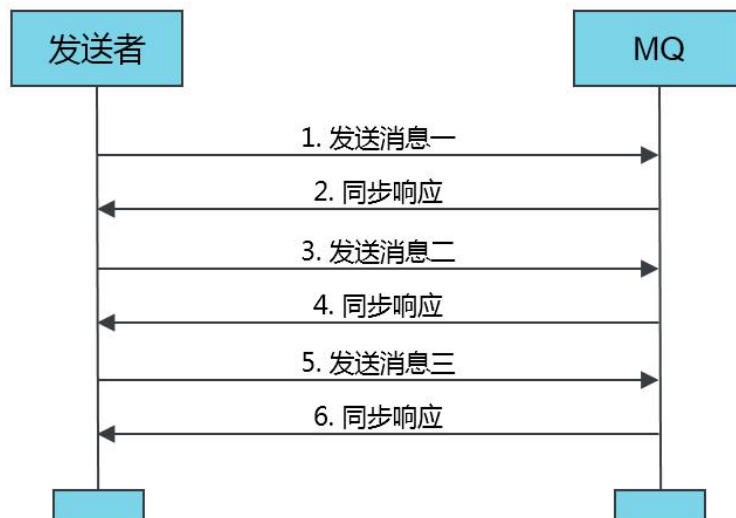 发送者
MQ
1. 发送消息一
2. 同步响应
3. 发送消息二
4. 同步响应
5. 发送消息三
6. 同步响应